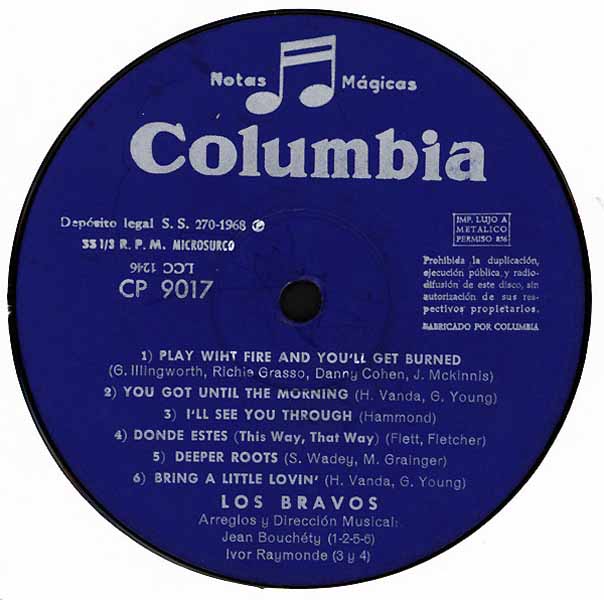 Notas Mágicas
Columbia
Depósito legal S. S. 270-1968 Ⓟ
33 1/3 R. P. M. MICROSURCO
LCC 1246
CP 9017
IMP. LUJO A
METALICO
PERMISO 836
Prohibida la duplicación,
ejecución pública y radio-
difusión de este disco, sin
autorización de sus res-
pectivos propietarios.
FABRICADO POR COLUMBIA
1) PLAY WIHT FIRE AND YOU'LL GET BURNED
(G. Illingworth, Richie Grasso, Danny Cohen, J. Mckinnis)
2) YOU GOT UNTIL THE MORNING (H. Vanda, G. Young)
3) I'LL SEE YOU THROUGH (Hammond)
4) DONDE ESTES (This Way, That Way) (Flett, Fletcher)
5) DEEPER ROOTS (S. Wadey, M. Grainger)
6) BRING A LITTLE LOVIN' (H. Vanda, G. Young)
LOS BRAVOS
Arreglos y Dirección Musical:
Jean Bouchéty (1-2-5-6)
Ivor Raymonde (3 y 4)